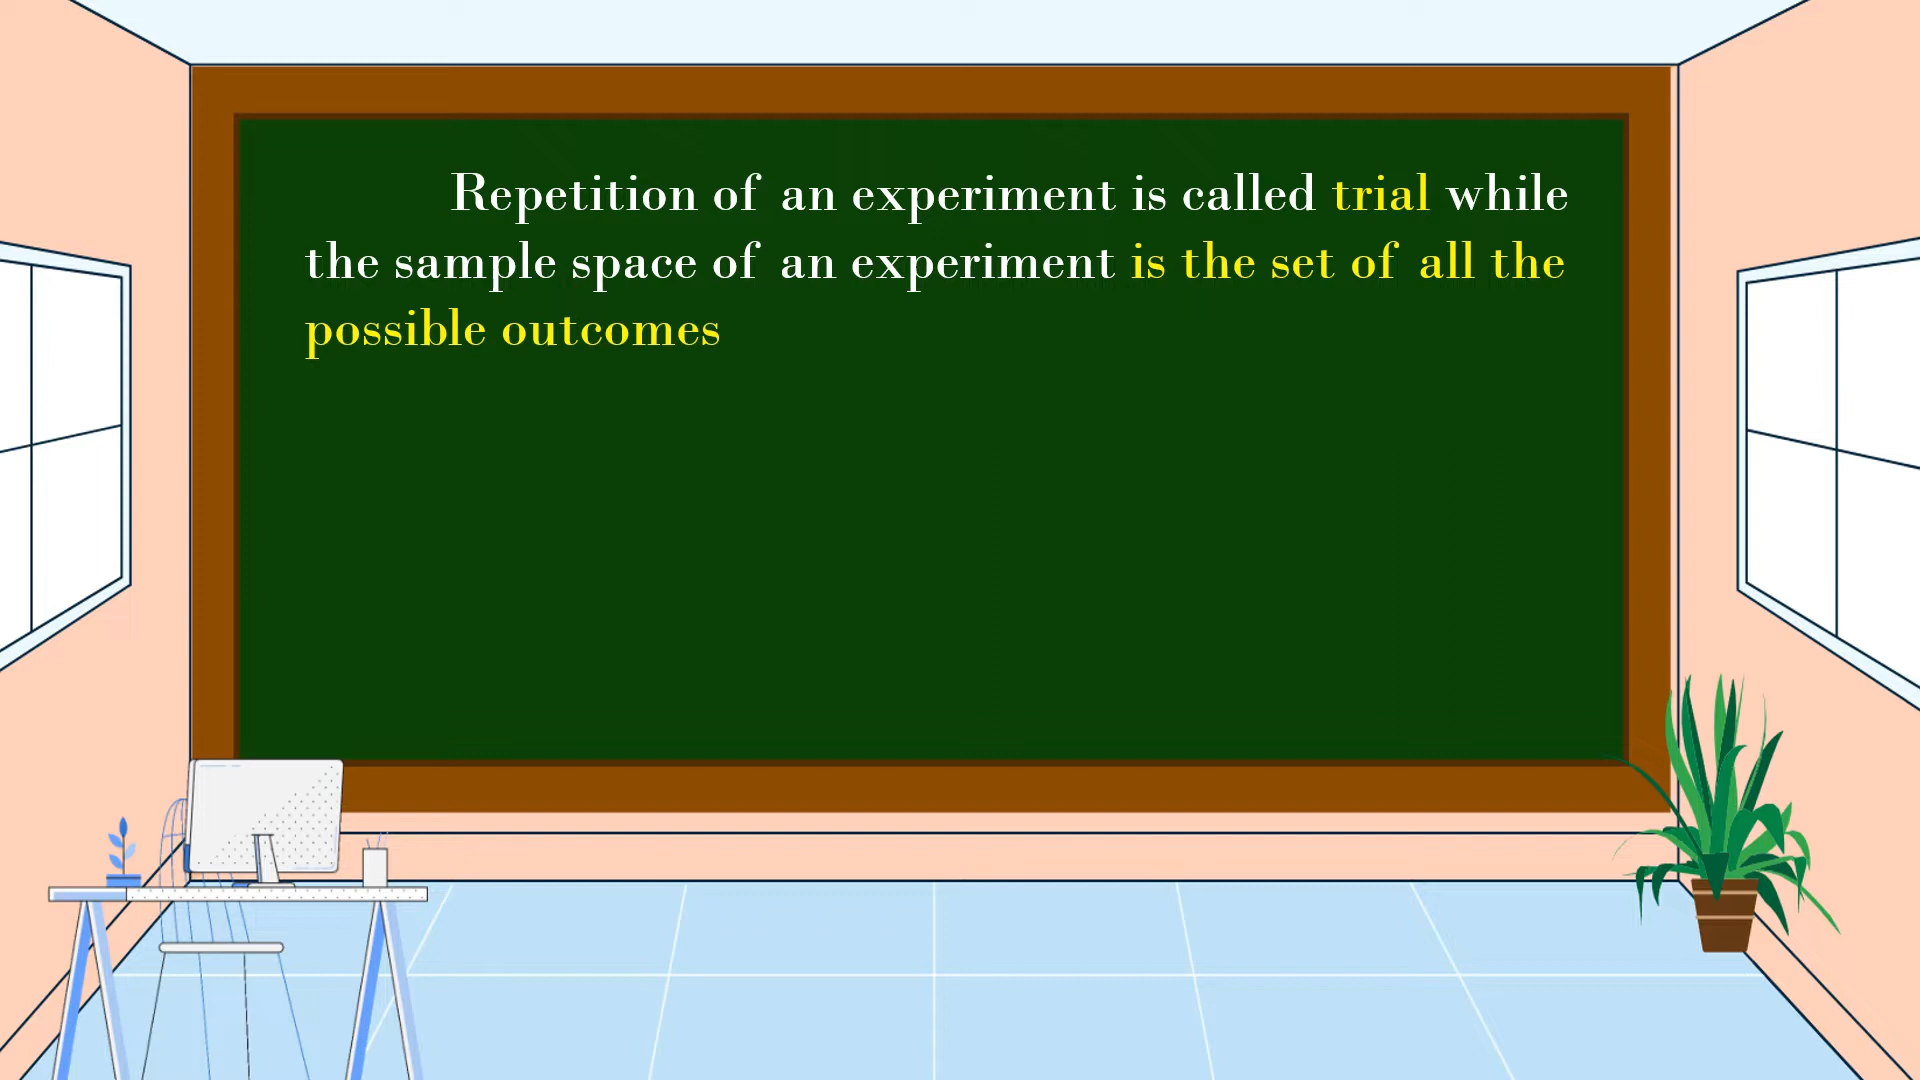 Repetition of an experiment is called trial while
the sample space of an experiment is the set of all the
possible outcomes